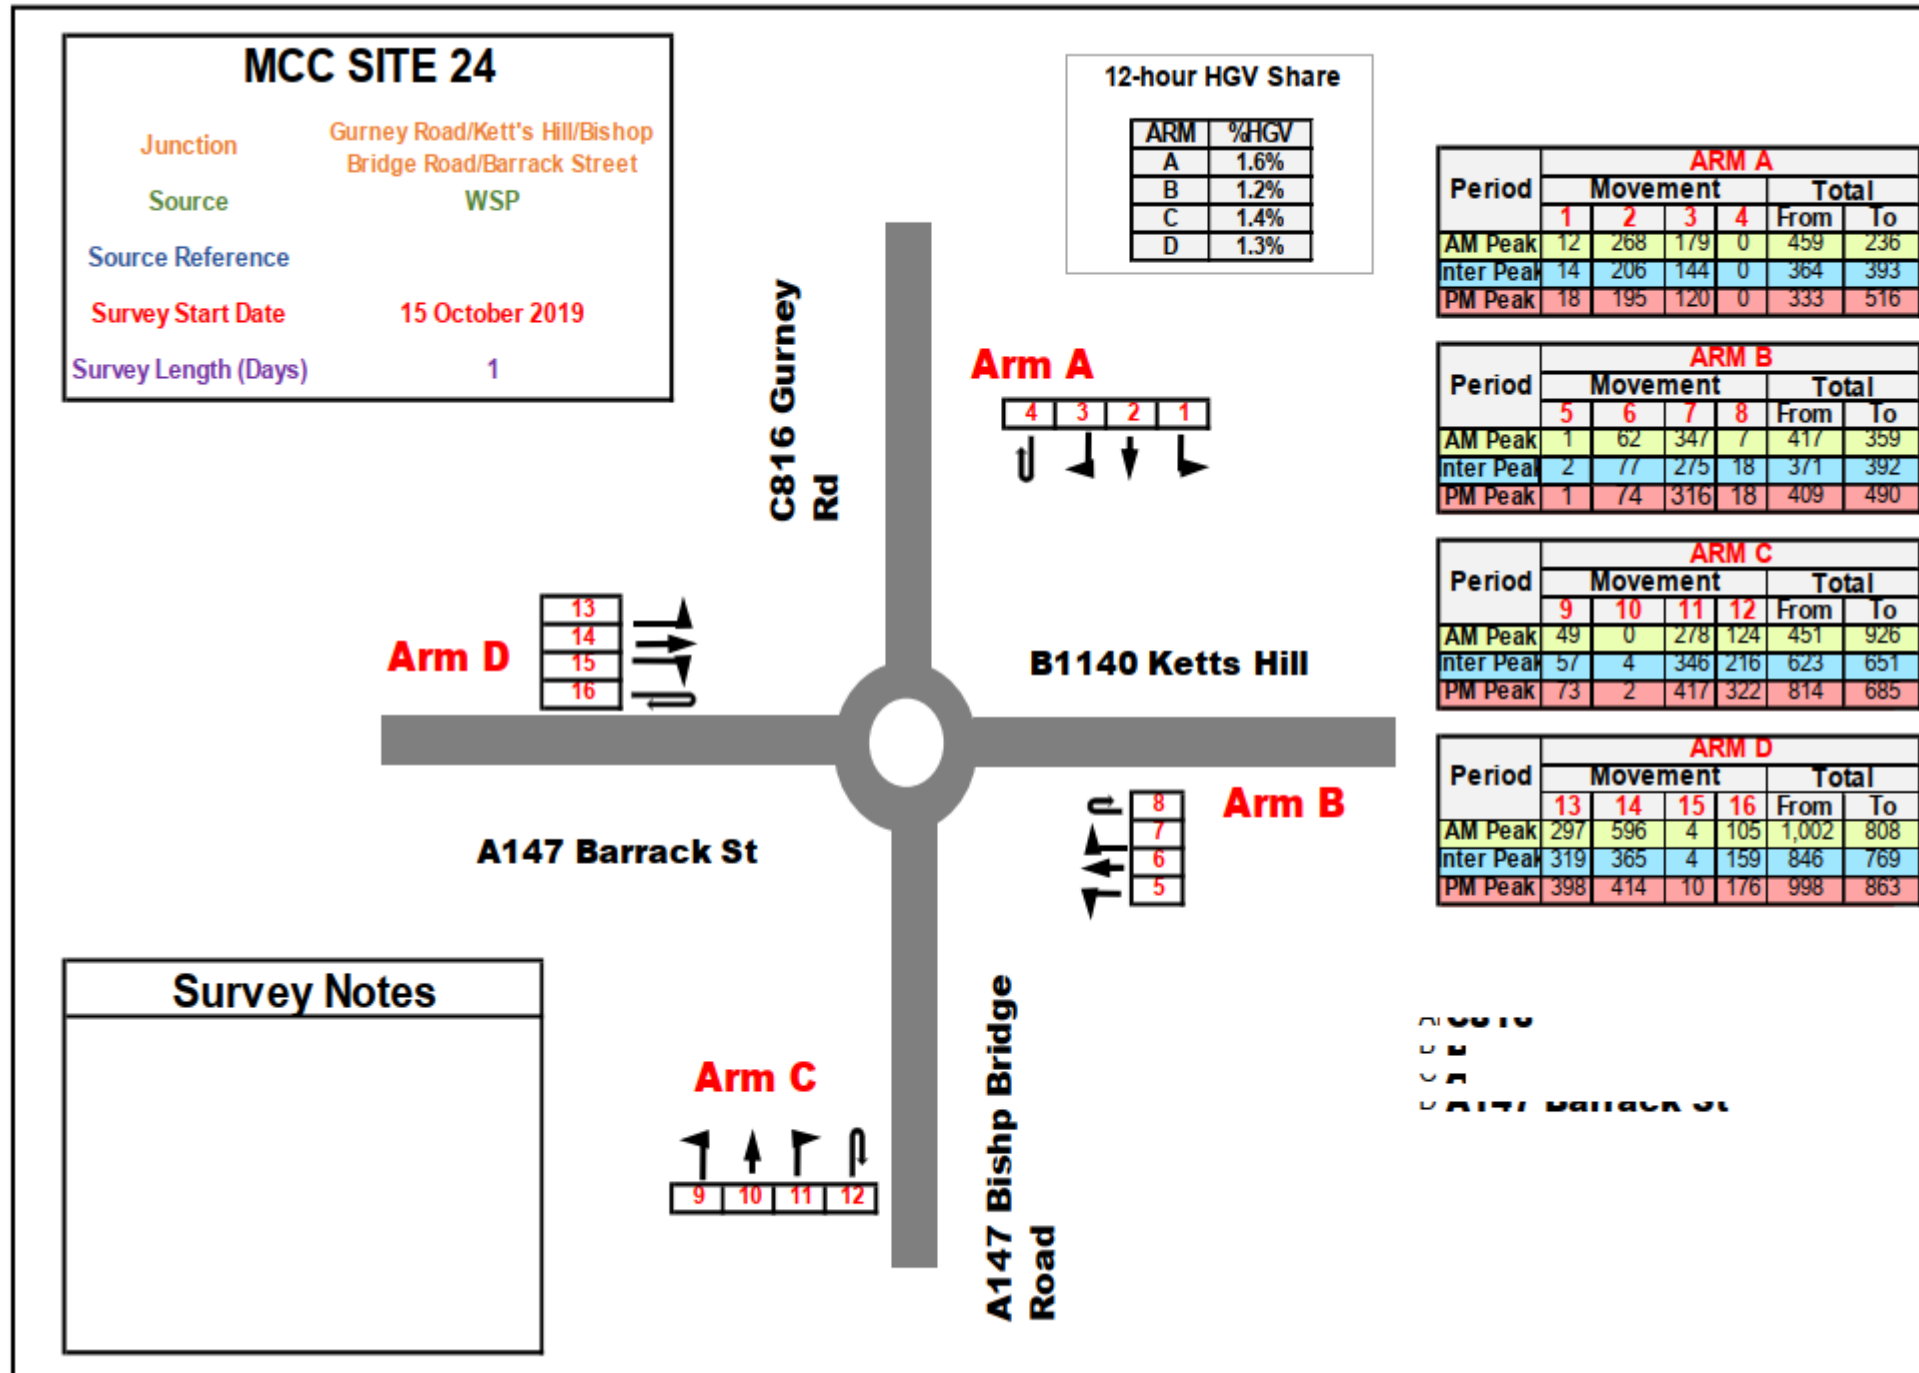 MCC SITE 24
Junction Gurney Road/Kett's Hill/Bishop
Bridge Road/Barrack Street
Source WSP
Source Reference
Survey Start Date 15 October 2019
Survey Length (Days) 1
12-hour HGV Share
ARM %HGV
A 1.6%
B 1.2%
C 1.4%
D 1.3%
ARM A
Period Movement Total
1 2 3 4 From To
AM Peak 12 268 179 0 459 236
Inter Peak 14 206 144 0 364 393
PM Peak 18 195 120 0 333 516
ARM B
Period Movement Total
5 6 7 8 From To
AM Peak 1 62 347 7 417 359
Inter Peak 2 77 275 18 371 392
PM Peak 1 74 316 18 409 490
ARM C
Period Movement Total
9 10 11 12 From To
AM Peak 49 0 278 124 451 926
Inter Peak 57 4 346 216 623 651
PM Peak 73 2 417 322 814 685
ARM D
Period Movement Total
13 14 15 16 From To
AM Peak 297 596 4 105 1,002 808
Inter Peak 319 365 4 159 846 769
PM Peak 398 414 10 176 998 863
C816 Gurney
Rd
Arm A
4 3 2 1
Arm D
13
14
15
16
B1140 Ketts Hill
A147 Barrack St
8
7
6
5
Arm B
Survey Notes
Arm C
9 10 11 12
A147 Bishp Bridge
Road
A147 Barrack St